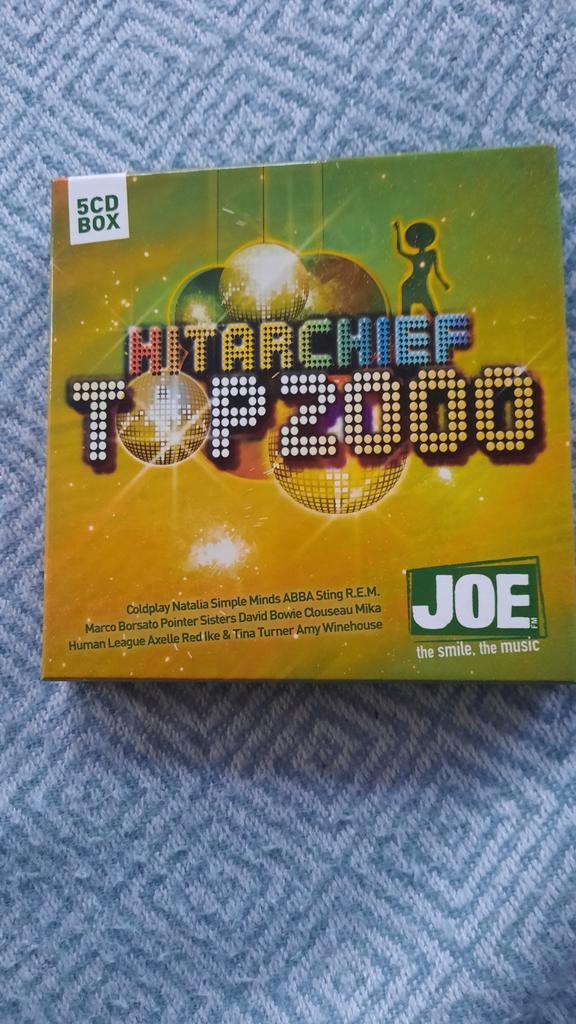 5CD
BOX
HITARCHIEF
TOP2000
Coldplay Natalia Simple Minds ABBA Sting R.E.M.
Marco Borsato Pointer Sisters David Bowie Clouseau Mika
Human League Axelle Red Ike & Tina Turner Amy Winehouse
JOE FM
the smile, the music